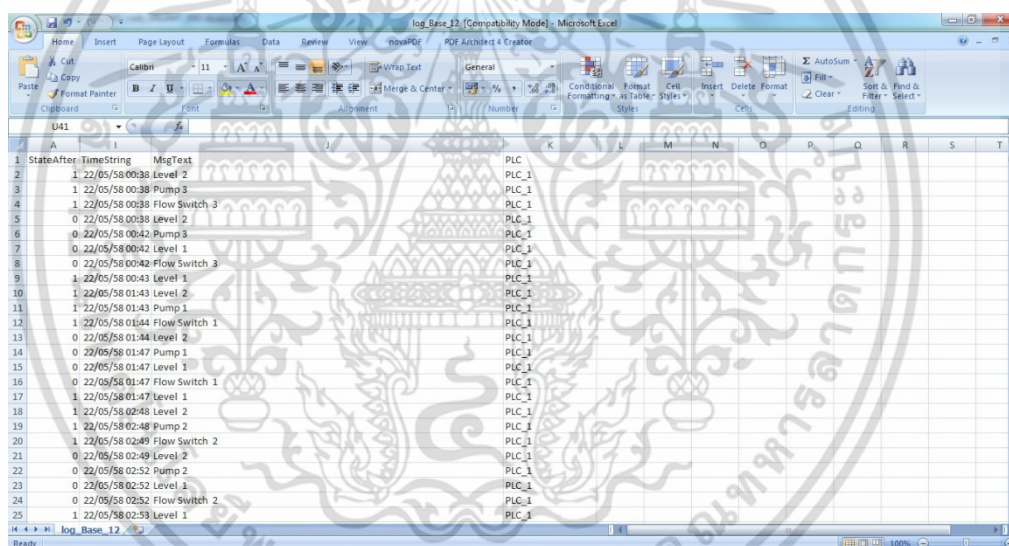 log_Base_12 [Compatibility Mode] - Microsoft Excel
Home Insert Page Layout Formulas Data Review View novaPDF PDF Architect 4 Creator
Cut Calibri 11 Wrap Text General Σ AutoSum
Paste Copy Fill
Format Painter Merge & Center Conditional Formatting Format as Table Cell Styles Insert Delete Format Clear Sort & Filter Find & Select
Clipboard Font Alignment Number Styles Cells Editing
U41 fx
A I J K L M N O P Q R S T
1 StateAfter TimeString MsgText PLC
2 1 22/05/58 00:38 Level 2 PLC_1
3 1 22/05/58 00:38 Pump 3 PLC_1
4 1 22/05/58 00:38 Flow Switch 3 PLC_1
5 0 22/05/58 00:38 Level 2 PLC_1
6 0 22/05/58 00:42 Pump 3 PLC_1
7 0 22/05/58 00:42 Level 1 PLC_1
8 0 22/05/58 00:42 Flow Switch 3 PLC_1
9 1 22/05/58 00:43 Level 1 PLC_1
10 1 22/05/58 01:43 Level 2 PLC_1
11 1 22/05/58 01:43 Pump 1 PLC_1
12 1 22/05/58 01:44 Flow Switch 1 PLC_1
13 0 22/05/58 01:44 Level 2 PLC_1
14 0 22/05/58 01:47 Pump 1 PLC_1
15 0 22/05/58 01:47 Level 1 PLC_1
16 0 22/05/58 01:47 Flow Switch 1 PLC_1
17 1 22/05/58 01:47 Level 1 PLC_1
18 1 22/05/58 02:48 Level 2 PLC_1
19 1 22/05/58 02:48 Pump 2 PLC_1
20 1 22/05/58 02:49 Flow Switch 2 PLC_1
21 0 22/05/58 02:49 Level 2 PLC_1
22 0 22/05/58 02:52 Pump 2 PLC_1
23 0 22/05/58 02:52 Level 1 PLC_1
24 0 22/05/58 02:52 Flow Switch 2 PLC_1
25 1 22/05/58 02:53 Level 1 PLC_1
log_Base_12
Ready 100%